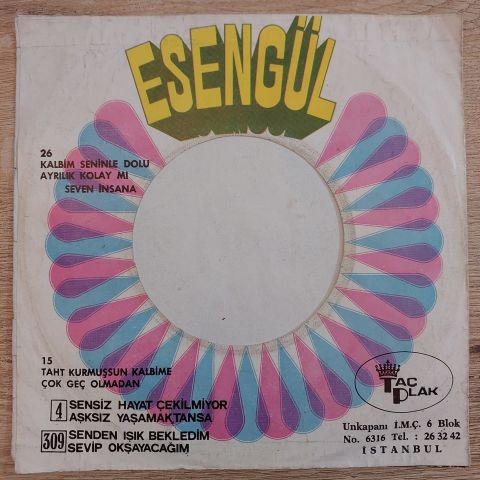 ESENGÜL
26
KALBİM SENİNLE DOLU
AYRILIK KOLAY MI
SEVEN İNSANA
15
TAHT KURMUŞSUN KALBİME
ÇOK GEÇ OLMADAN
4 SENSİZ HAYAT ÇEKİLMİYOR
AŞKSIZ YAŞAMAKTANSA
309 SENDEN IŞIK BEKLEDİM
SEVİP OKŞAYACAĞIM
TAC
PLAK
Unkapanı İ.M.Ç. 6 Blok
No. 6316 Tel. : 26 32 42
İSTANBUL